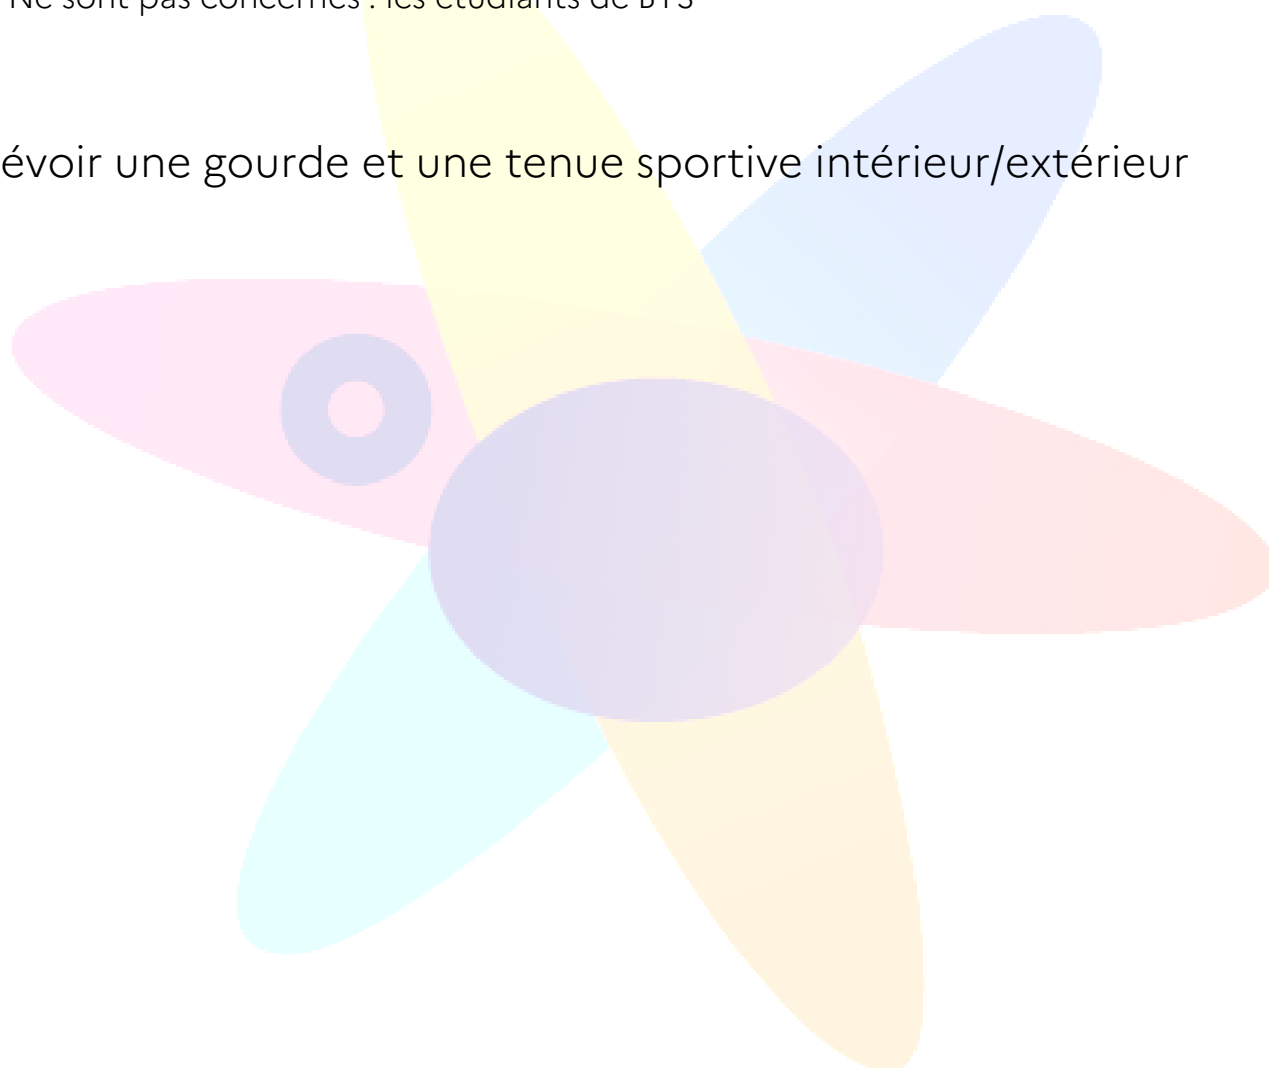 Ne sont pas concernés : les étudiants de BTS
évoir une gourde et une tenue sportive intérieur/extérieur